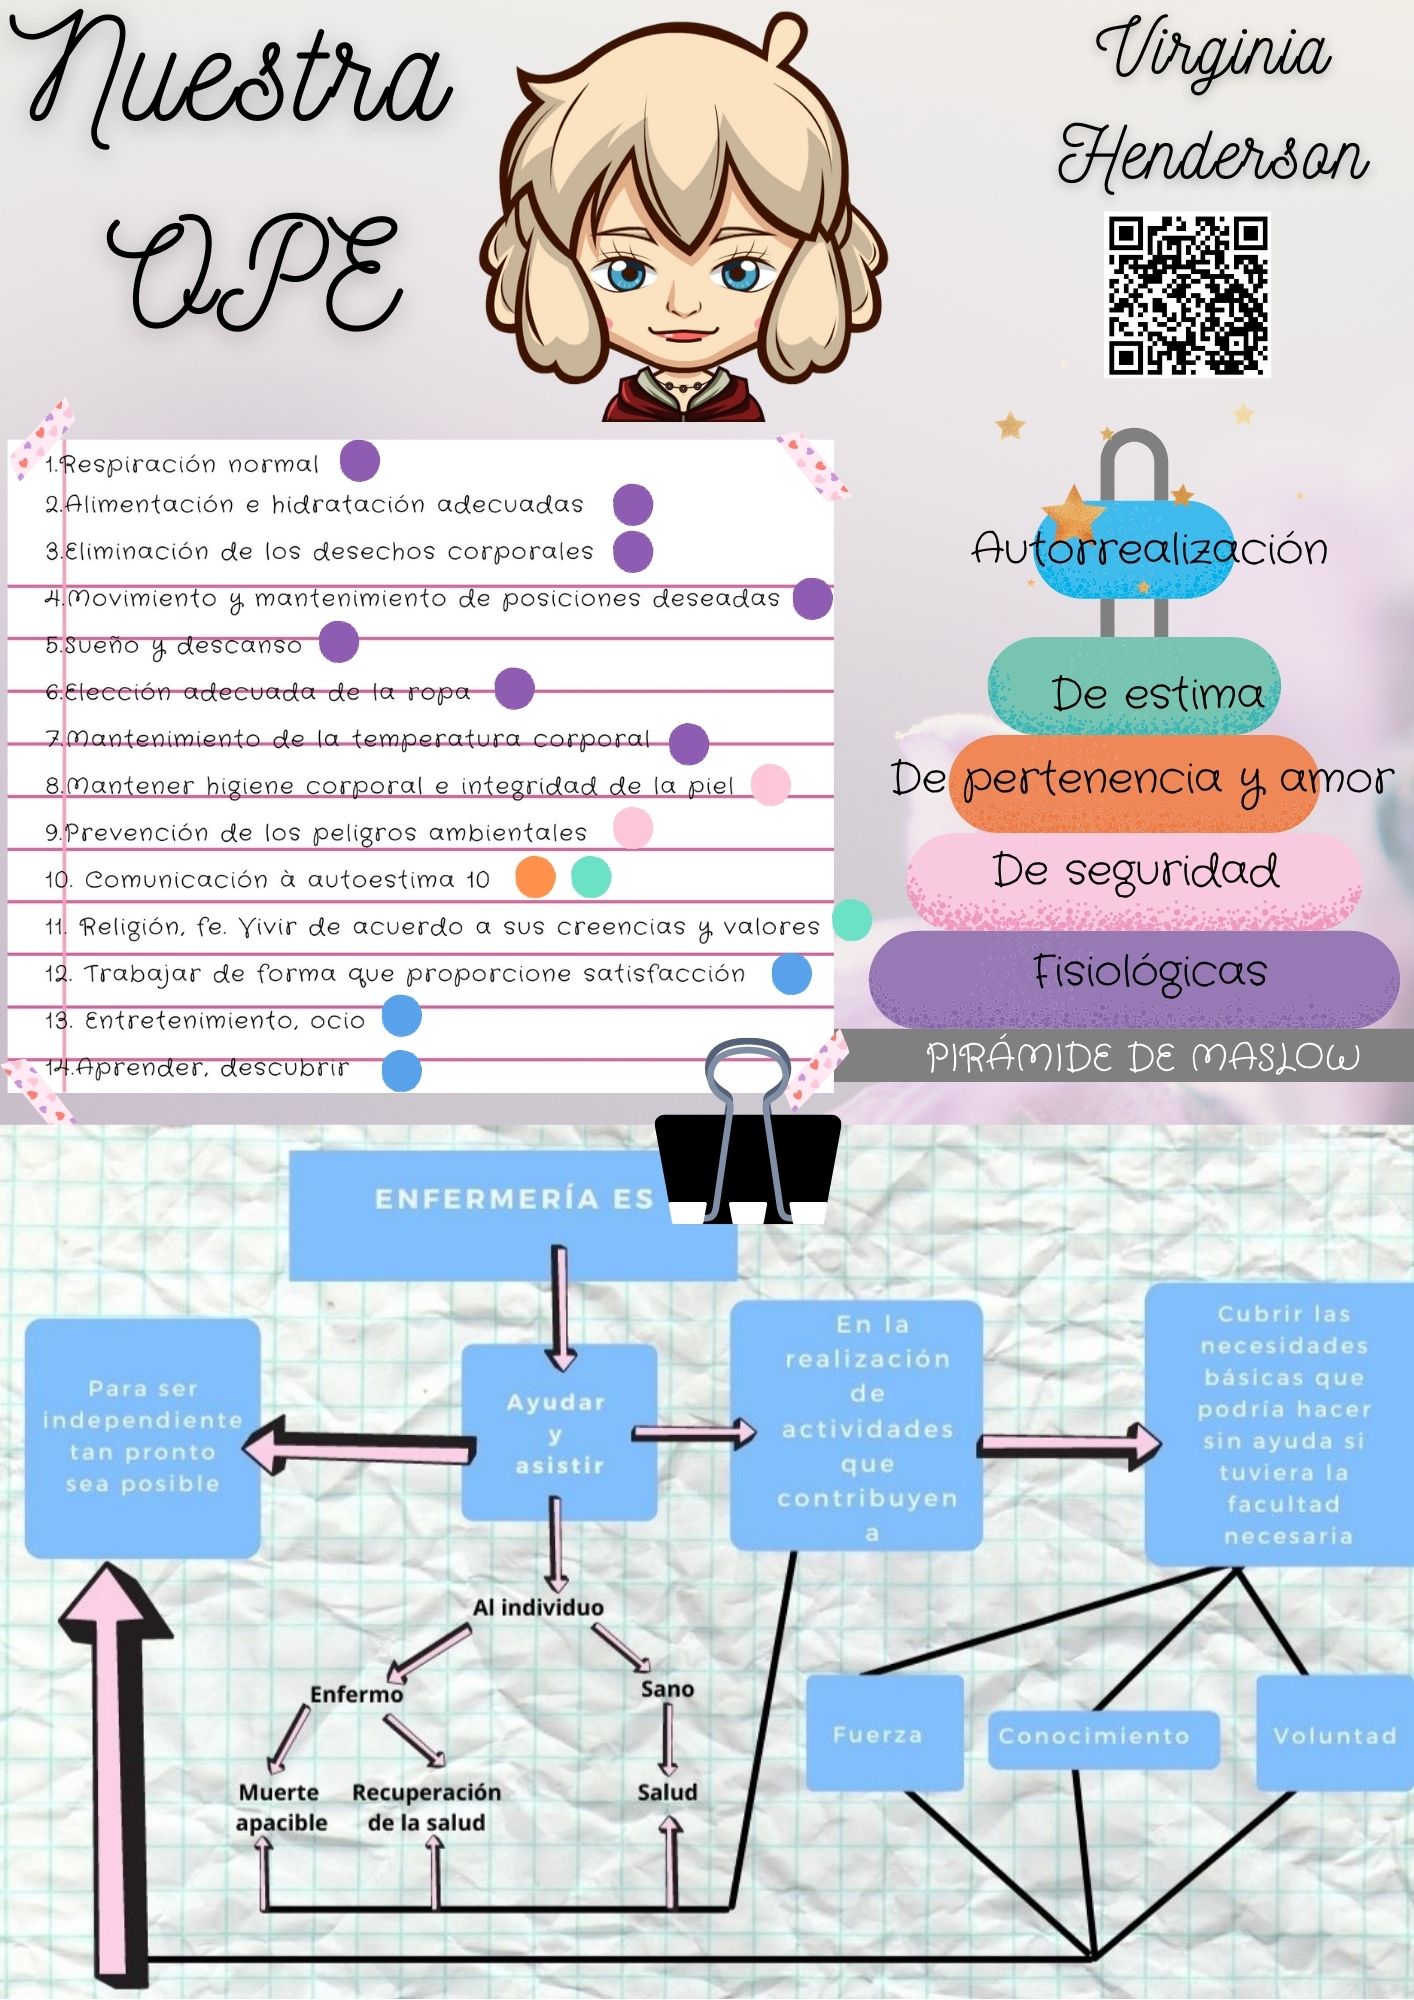 Nuestra
OPE
Virginia
Henderson
1.Respiración normal
2.Alimentación e hidratación adecuadas
3.Eliminación de los desechos corporales
4.Movimiento y mantenimiento de posiciones deseadas
5.Sueño y descanso
6.Elección adecuada de la ropa
7.Mantenimiento de la temperatura corporal
8.Mantener higiene corporal e integridad de la piel
9.Prevención de los peligros ambientales
10. Comunicación à autoestima 10
11. Religión, fe. Vivir de acuerdo a sus creencias y valores
12. Trabajar de forma que proporcione satisfacción
13. Entretenimiento, ocio
14.Aprender, descubrir
Autorrealización
De estima
De pertenencia y amor
De seguridad
Fisiológicas
PIRÁMIDE DE MASLOW
ENFERMERÍA ES
Para ser
independiente
tan pronto
sea posible
Ayudar
y
asistir
En la
realización
de
actividades
que
contribuyen
a
Cubrir las
necesidades
básicas que
podría hacer
sin ayuda si
tuviera la
facultad
necesaria
Al individuo
Enfermo
Sano
Muerte
apacible
Recuperación
de la salud
Salud
Fuerza
Conocimiento
Voluntad